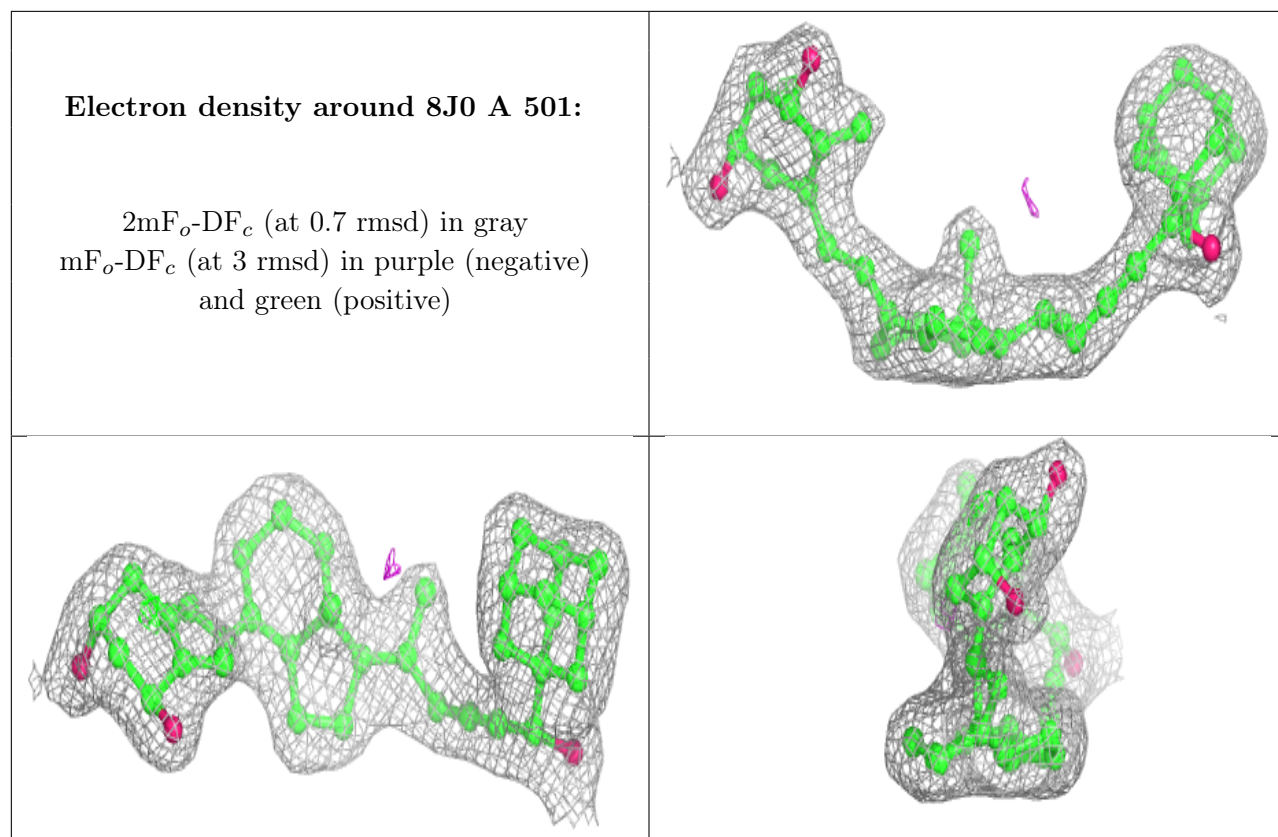 Electron density around 8J0 A 501:
2mFo-DFc (at 0.7 rmsd) in gray
mFo-DFc (at 3 rmsd) in purple (negative)
and green (positive)